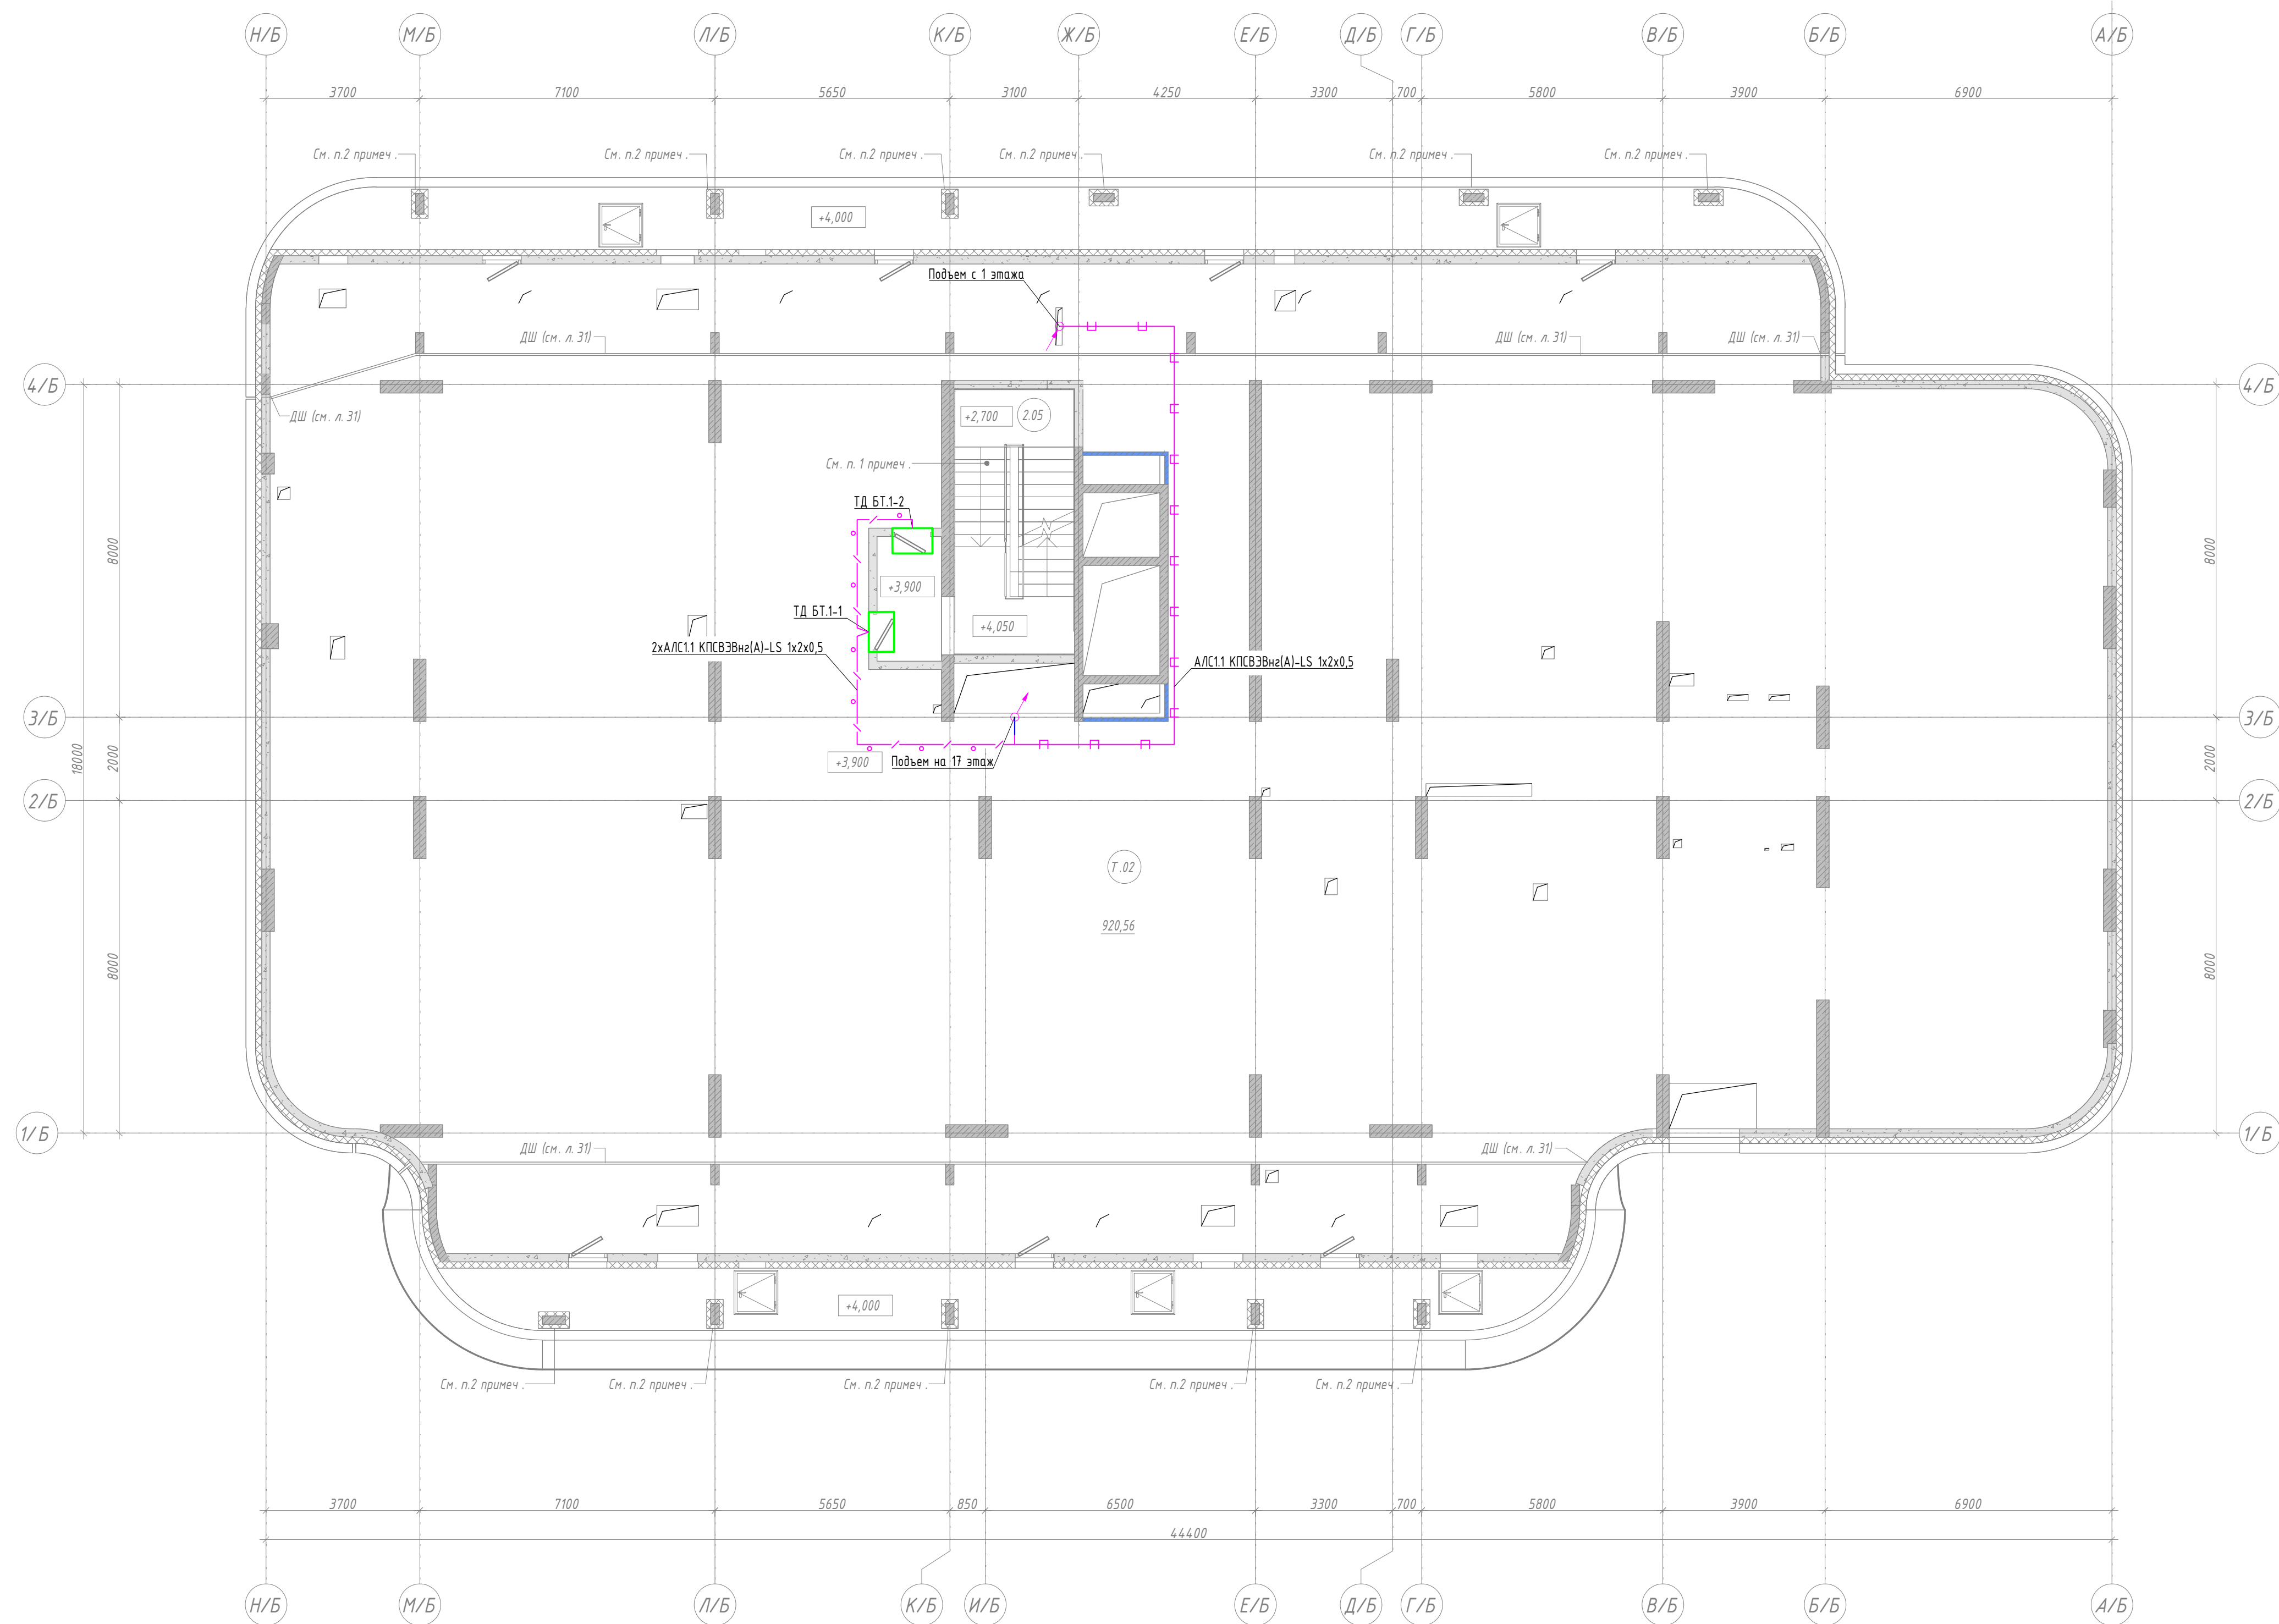 Н/Б М/Б Л/Б К/Б Ж/Б Е/Б Д/Б Г/Б В/Б Б/Б А/Б
3700 7100 5650 3100 4250 3300 700 5800 3900 6900
См. п.2 примеч. См. п.2 примеч. См. п.2 примеч. См. п.2 примеч. См. п.2 примеч. См. п.2 примеч.
+4,000
Подъем с 1 этажа
ДШ (см. л. 31) ДШ (см. л. 31) ДШ (см. л. 31)
4/Б 4/Б
ДШ (см. л. 31)
+2,700 2.05
См. п. 1 примеч.
ТД БТ.1-2
8000 8000
+3,900
ТД БТ.1-1
+4,050
2хАЛС1.1 КПСВЭВнг(А)-LS 1х2х0,5
АЛС1.1 КПСВЭВнг(А)-LS 1х2х0,5
3/Б 3/Б
18000 2000 2000
+3,900 Подъем на 17 этаж
2/Б 2/Б
Т.02
920,56
8000 8000
1/Б 1/Б
ДШ (см. л. 31) ДШ (см. л. 31)
+4,000
См. п.2 примеч. См. п.2 примеч. См. п.2 примеч. См. п.2 примеч. См. п.2 примеч.
3700 7100 5650 850 6500 3300 700 5800 3900 6900
44400
Н/Б М/Б Л/Б К/Б И/Б Е/Б Д/Б Г/Б В/Б Б/Б А/Б